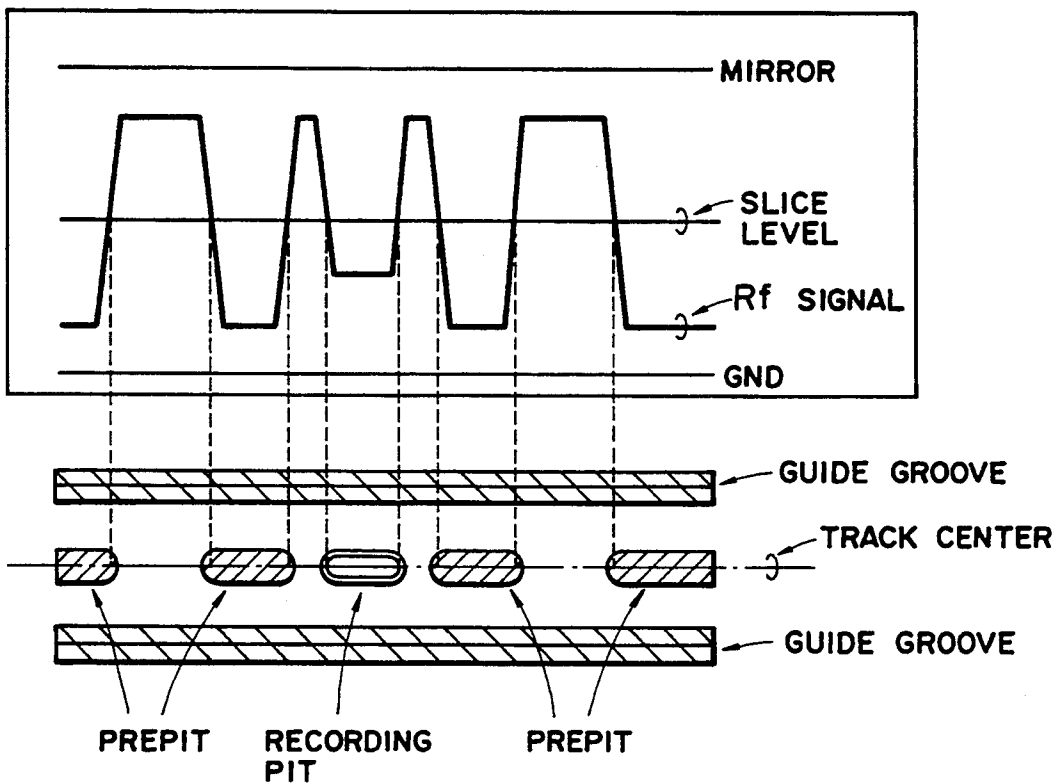 MIRROR
SLICE
LEVEL
Rf SIGNAL
GND
GUIDE GROOVE
TRACK CENTER
GUIDE GROOVE
PREPIT
RECORDING
PIT
PREPIT